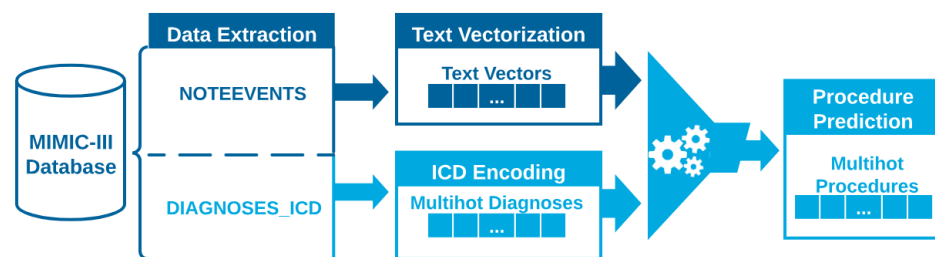 MIMIC-III
Database
Data Extraction
NOTEEVENTS
DIAGNOSES_ICD
Text Vectorization
Text Vectors
...
ICD Encoding
Multihot Diagnoses
...
Procedure
Prediction
Multihot
Procedures
...